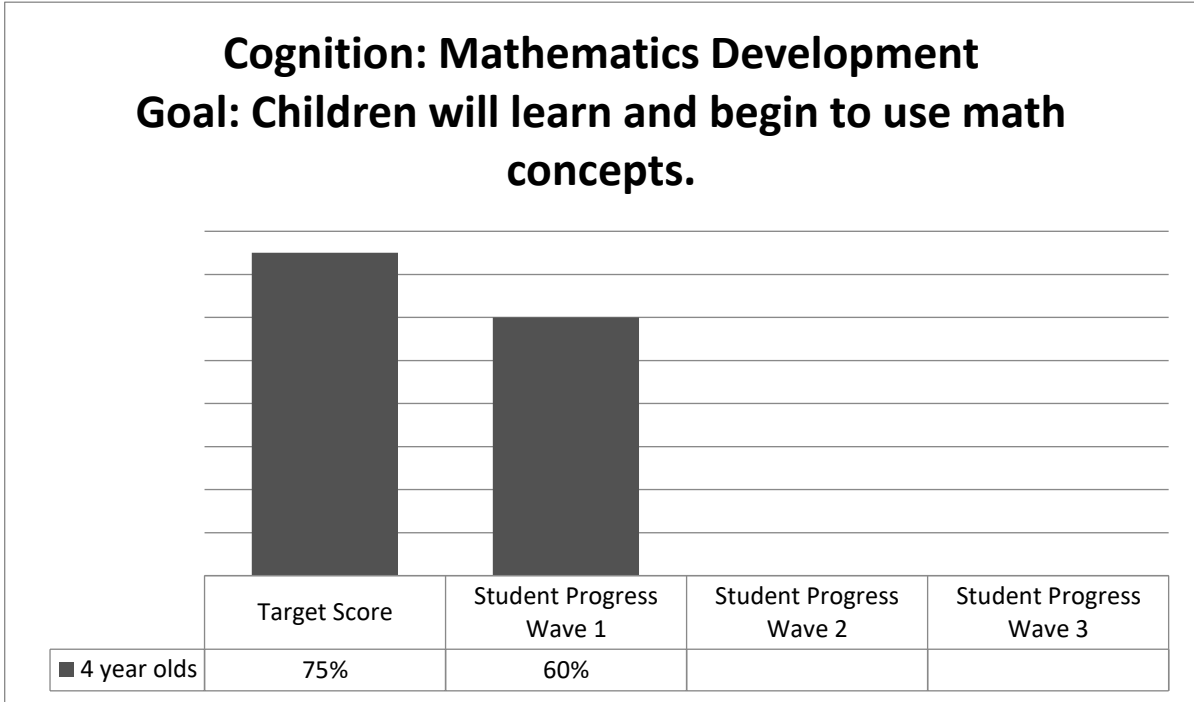 Cognition: Mathematics Development
Goal: Children will learn and begin to use math
concepts.
Target Score
Student Progress
Wave 1
Student Progress
Wave 2
Student Progress
Wave 3
4 year olds
75%
60%